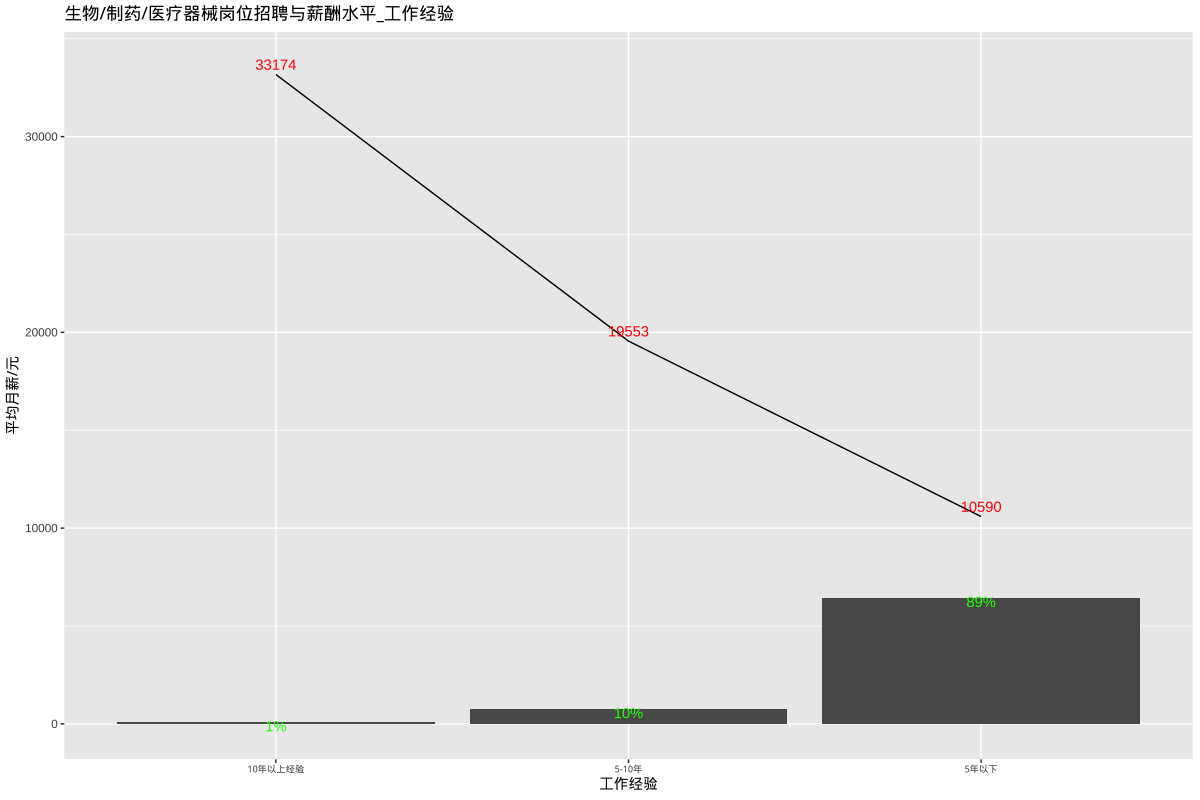 生物/制药/医疗器械岗位招聘与薪酬水平_工作经验
33174
30000
20000
19553
平均月薪/元
10590
10000
89%
10%
0
1%
10年以上经验
5-10年
5年以下
工作经验